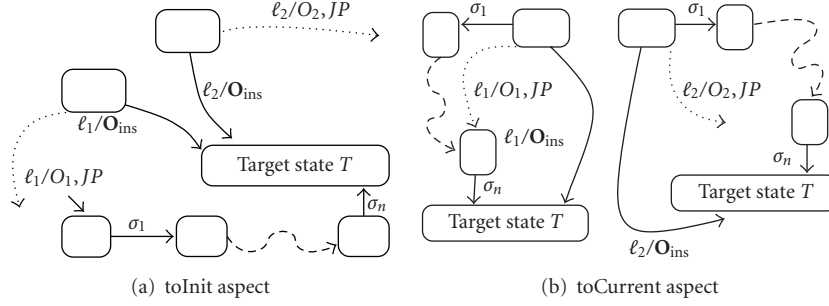 ℓ2/O2, JP
ℓ2/Oins
ℓ1/Oins
Target state T
ℓ1/O1, JP
σ1
σn
(a) toInit aspect
σ1
ℓ1/O1, JP
ℓ1/Oins
σn
Target state T
σ1
ℓ2/O2, JP
σn
Target state T
ℓ2/Oins
(b) toCurrent aspect